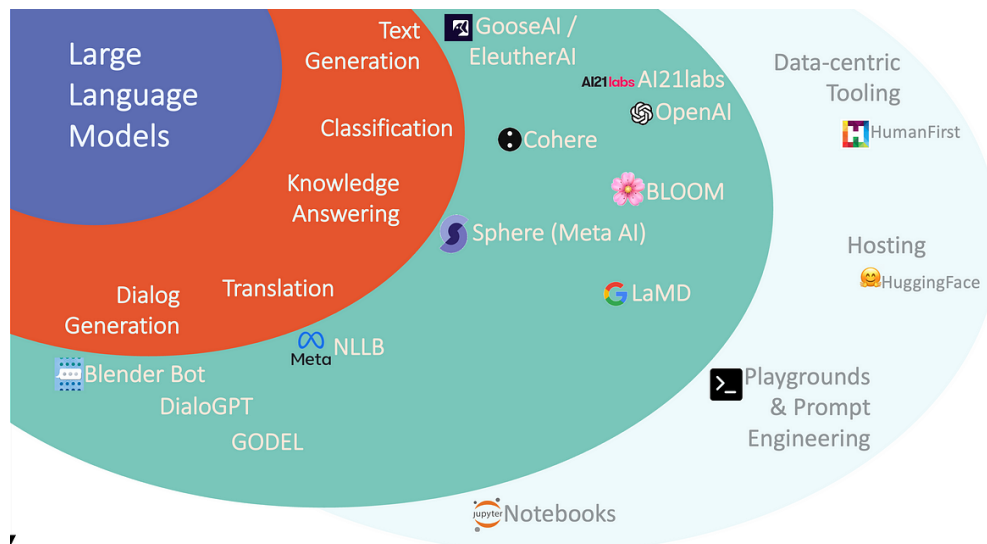 Large
Language
Models
Text
Generation
Classification
Knowledge
Answering
Translation
Dialog
Generation
GooseAI /
EleutherAI
AI21labs AI21labs
OpenAI
Cohere
BLOOM
Sphere (Meta AI)
LaMD
Meta NLLB
Blender Bot
DialoGPT
GODEL
Data-centric
Tooling
HumanFirst
Hosting
HuggingFace
Playgrounds
& Prompt
Engineering
jupyter Notebooks